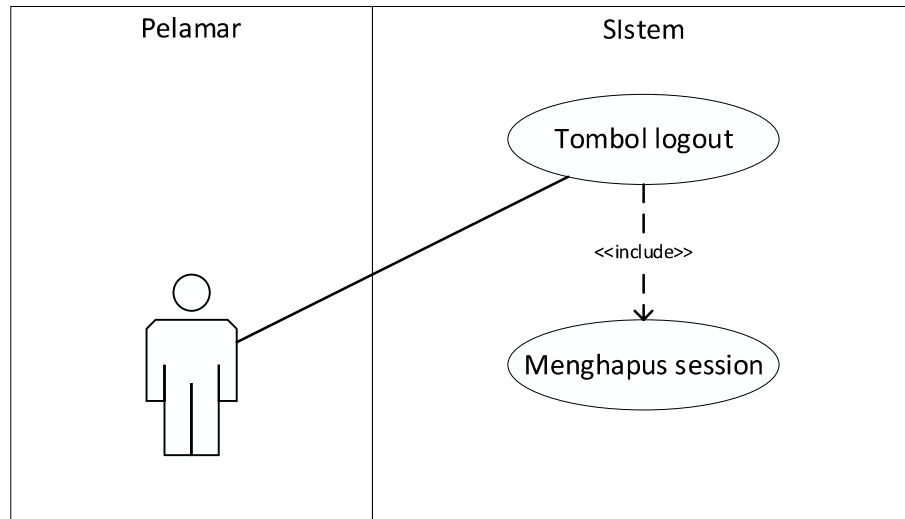 Pelamar
SIstem
Tombol logout
<<include>>
Menghapus session